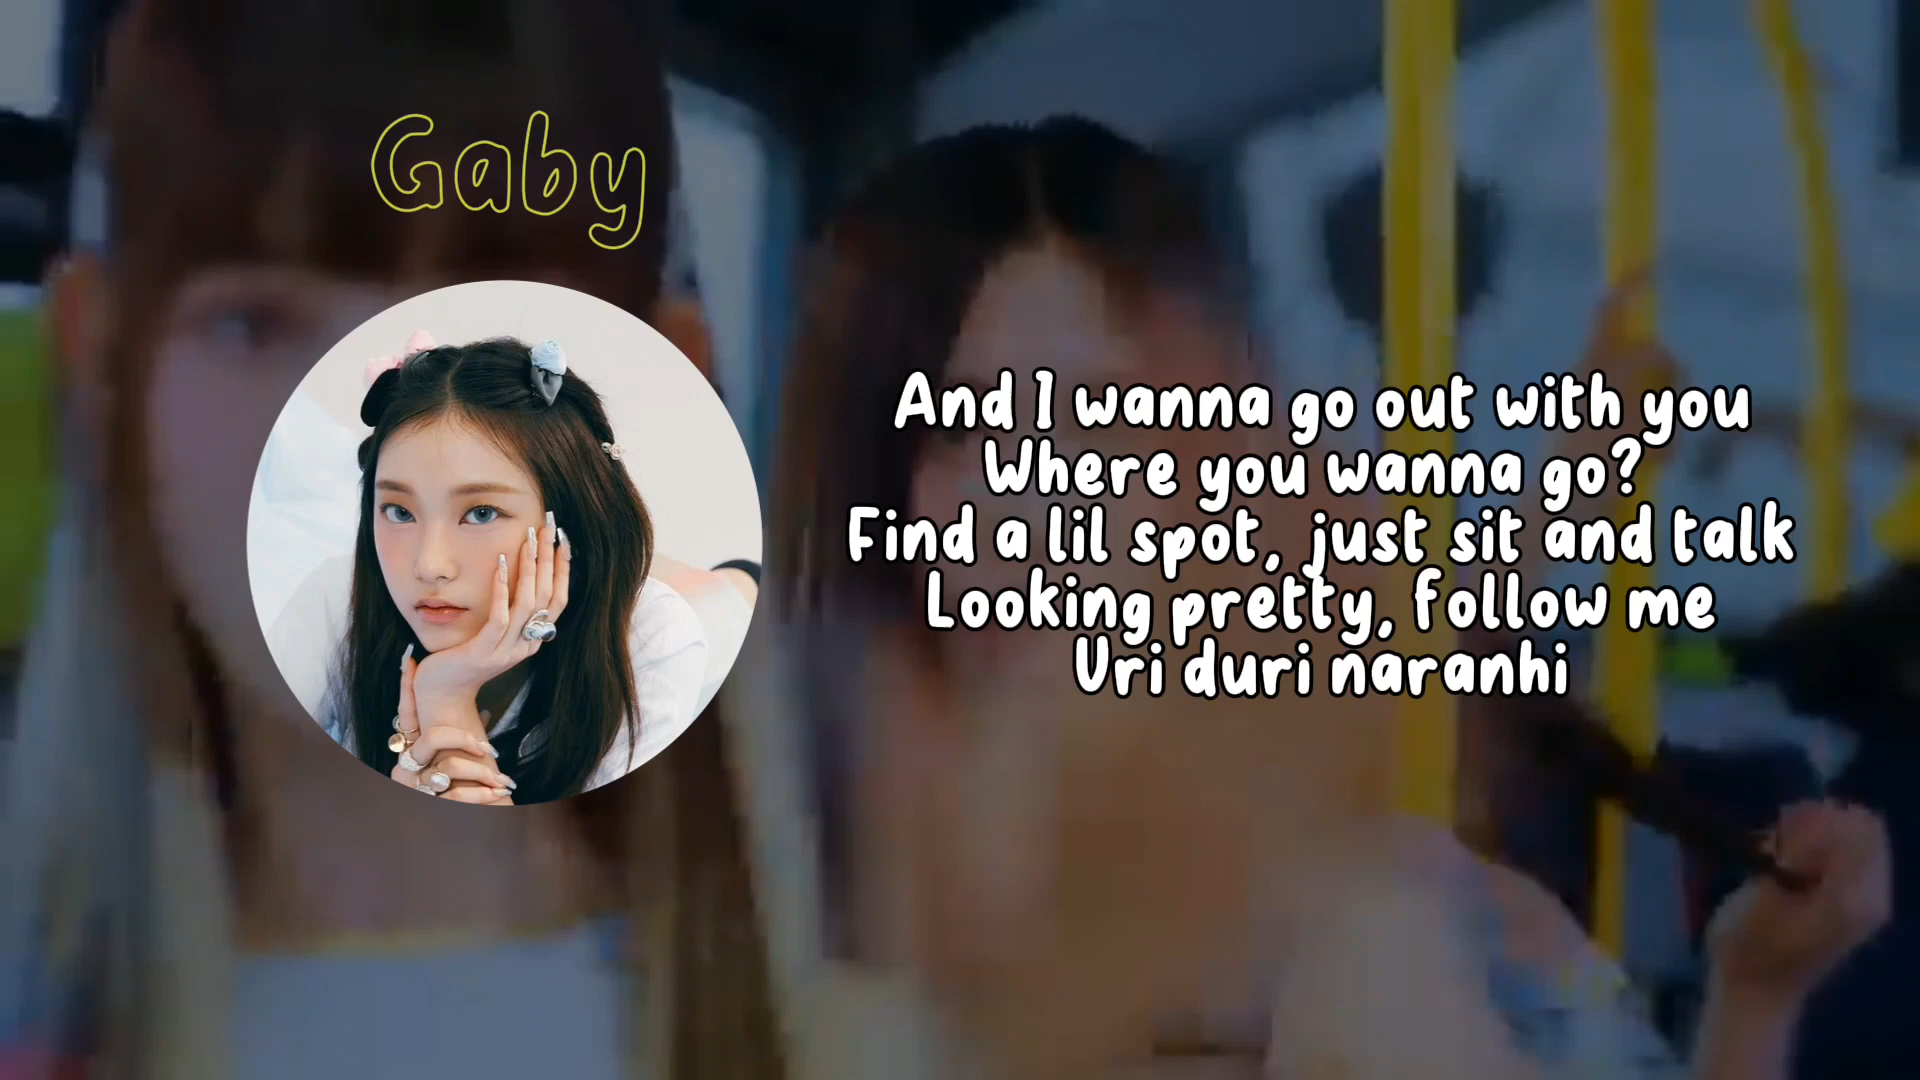 Gaby
And I wanna go out with you
Where you wanna go?
Find a lil spot, just sit and talk
Looking pretty, follow me
Uri duri naranhi